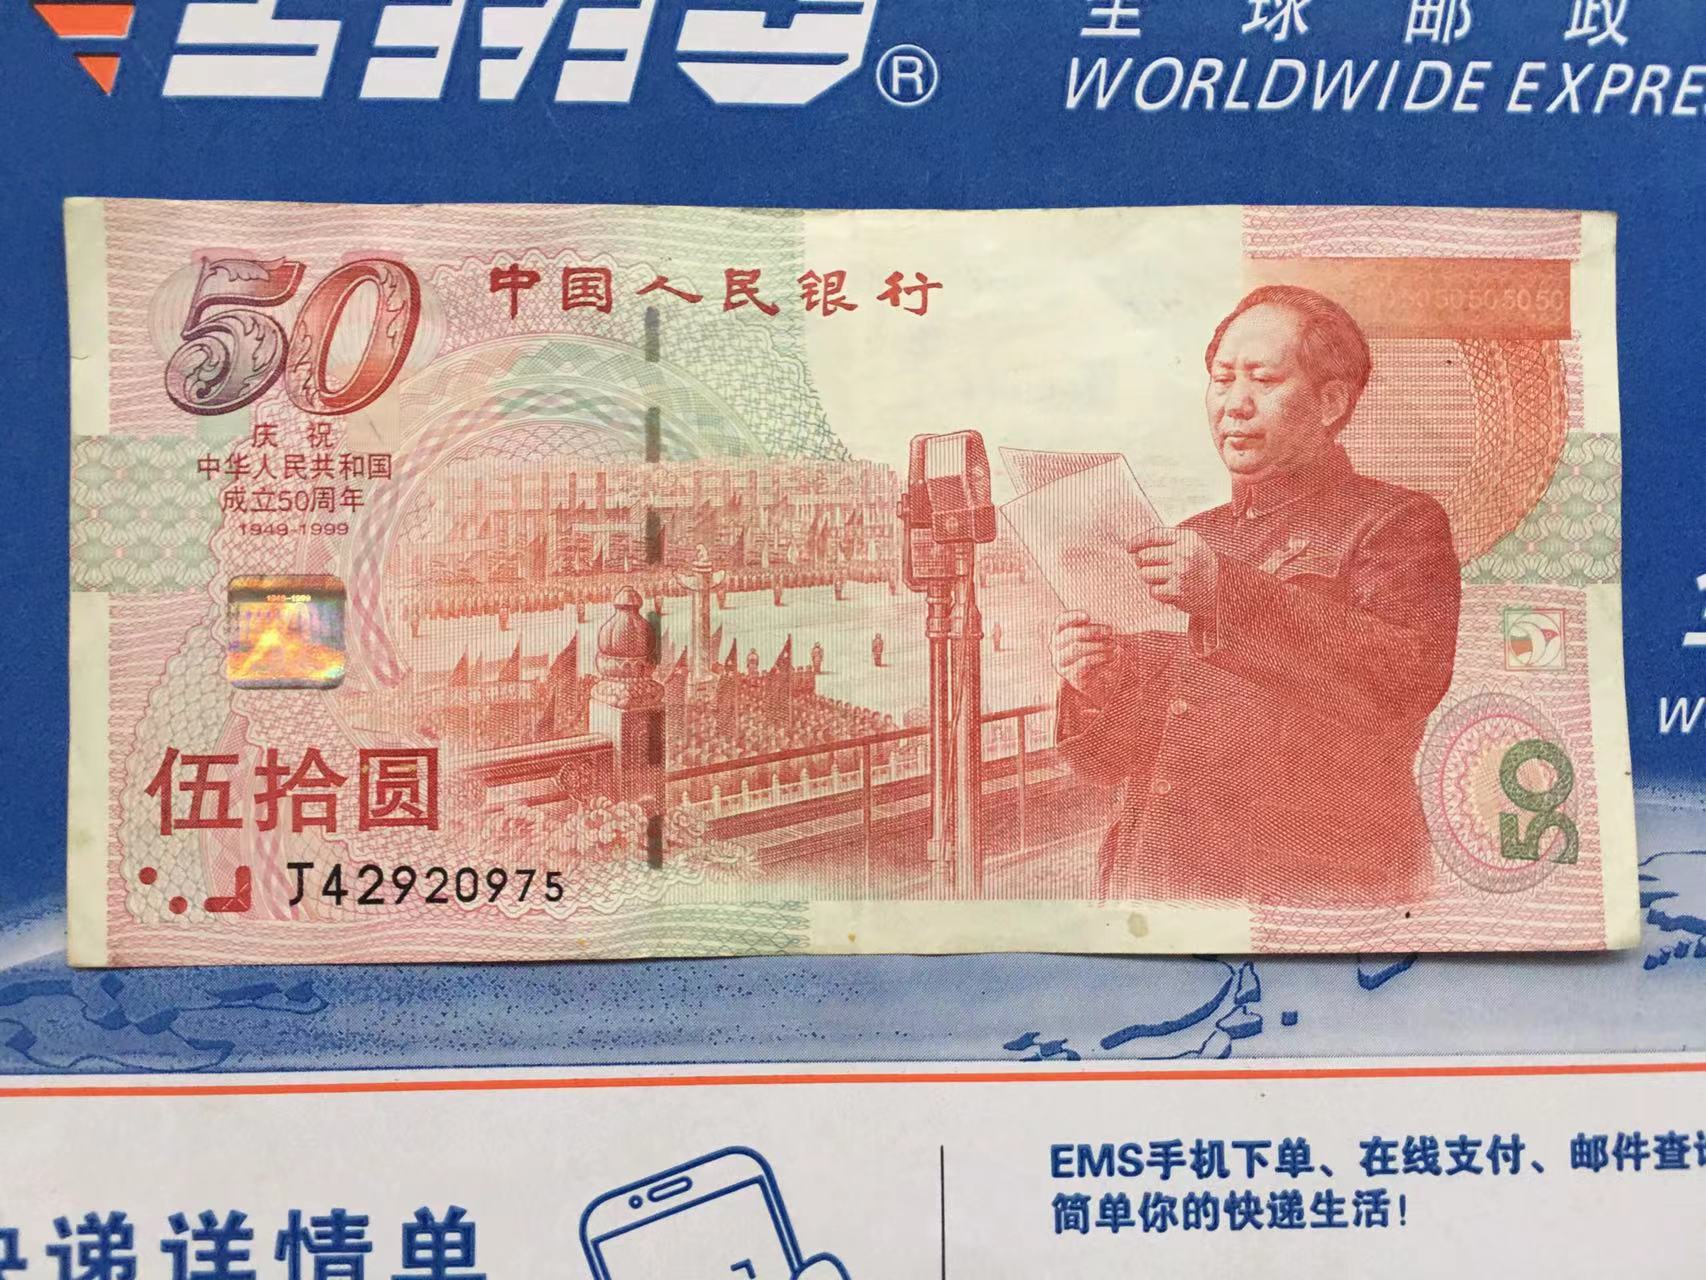 EMS®
全球邮政
WORLDWIDE EXPRE
50
中国人民银行
庆祝
中华人民共和国
成立50周年
1949-1999
1949-1999
伍拾圆
J42920975
50
W
EMS手机下单、在线支付、邮件查
简单你的快递生活!
递详情单